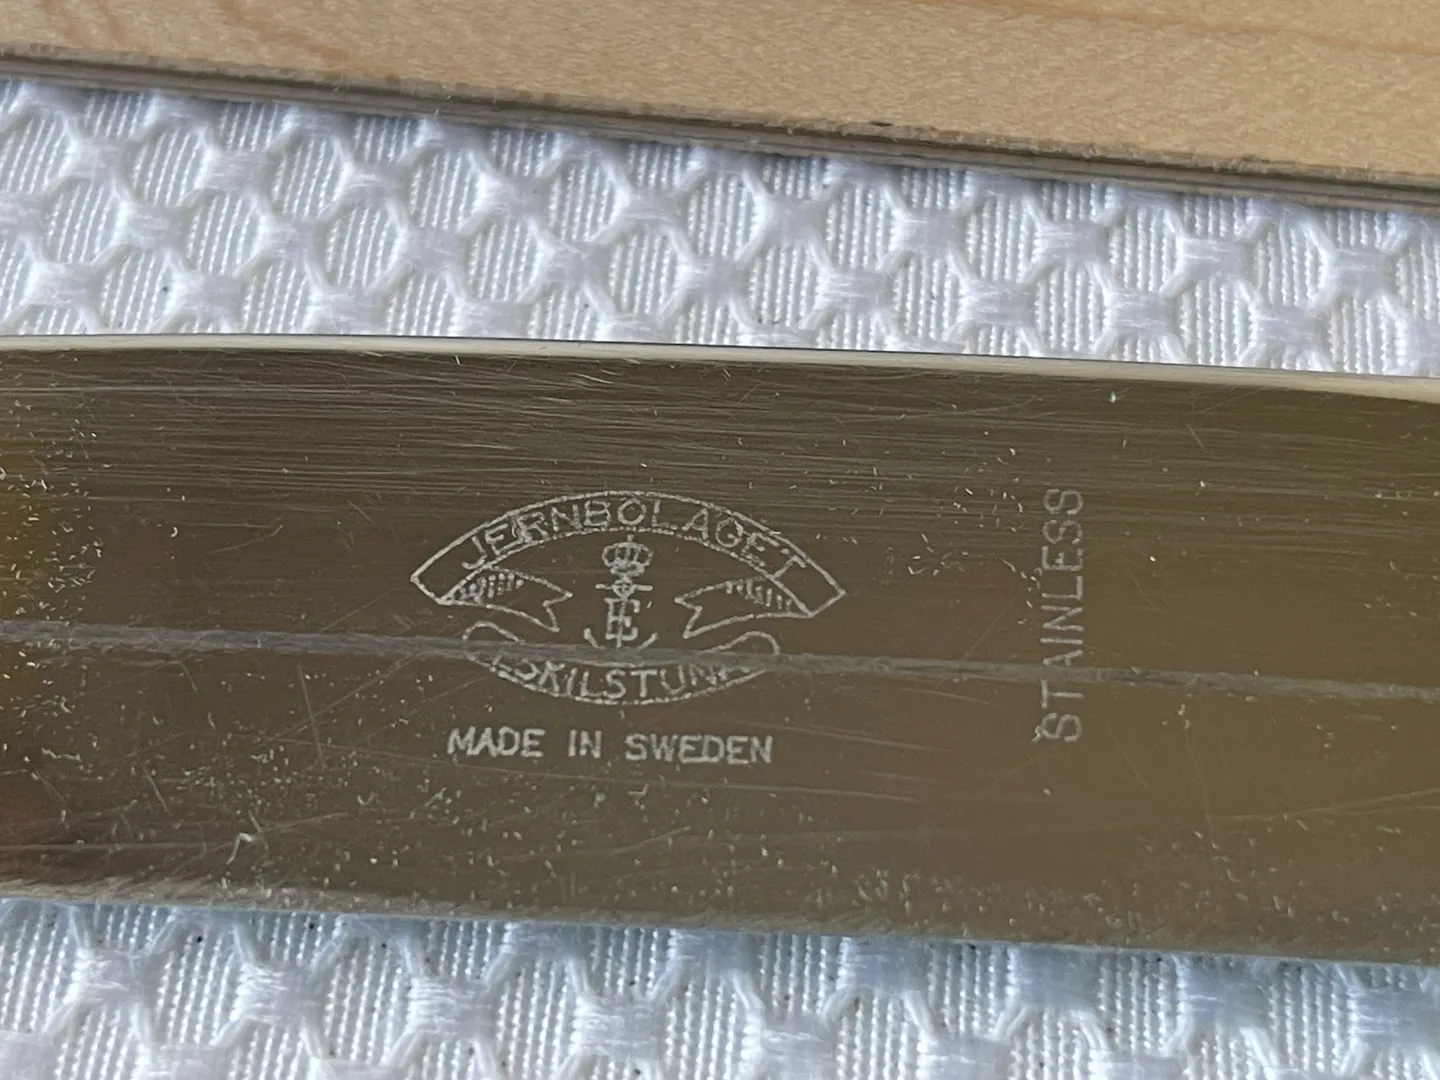 JERNBOLAGET
E
ESKILSTUNA
MADE IN SWEDEN
STAINLESS